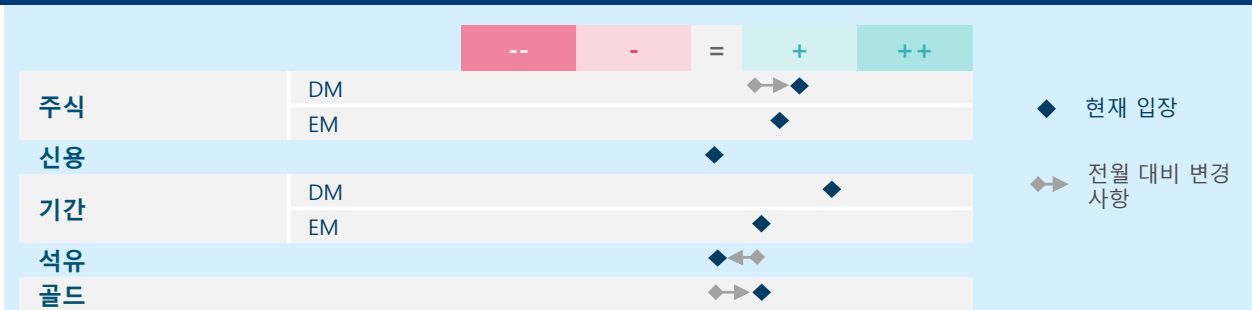 -- - = + ++
주식 DM
EM
신용
기간 DM
EM
석유
골드
현재 입장
전월 대비 변경
사항